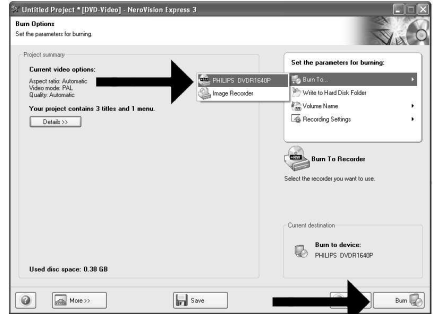 Untitled Project *[DVD-Video] - NeroVision Express 3
Burn Options
Set the parameters for burning.
Project summary
Current video options:
Aspect ratio: Automatic
Video mode: PAL
Quality: Automatic
Your project contains 3 titles and 1 menu.
Details >>
Used disc space: 0.38 GB
PHILIPS DVDR1640P
Image Recorder
Set the parameters for burning:
Burn To...
Write to Hard Disk Folder
Volume Name
Recording Settings
Burn To Recorder
Select the recorder you want to use.
Current destination
Burn to device:
PHILIPS DVDR1640P
More >>
Save
Burn